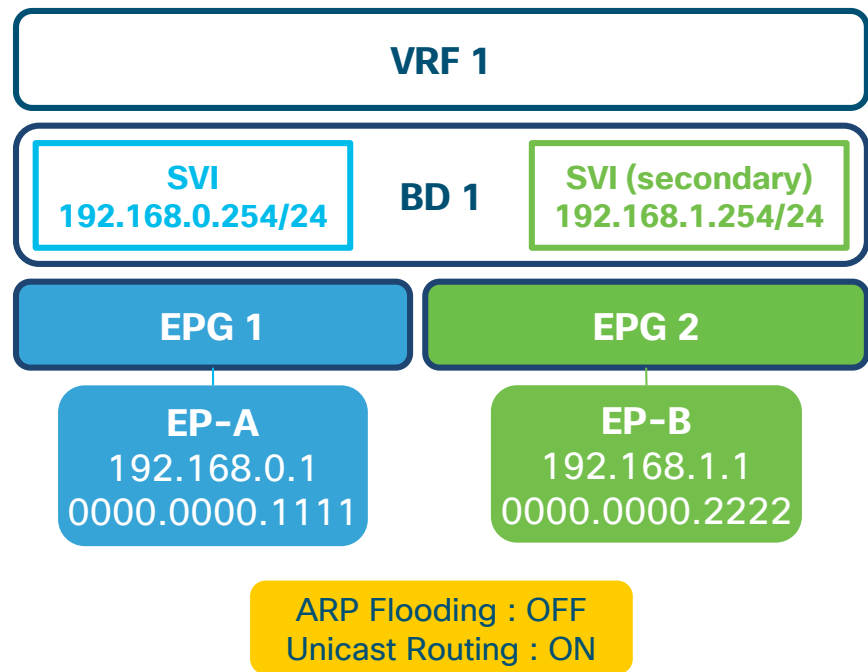 VRF 1
SVI
192.168.0.254/24
BD 1
SVI (secondary)
192.168.1.254/24
EPG 1
EPG 2
EP-A
192.168.0.1
0000.0000.1111
EP-B
192.168.1.1
0000.0000.2222
ARP Flooding : OFF
Unicast Routing : ON